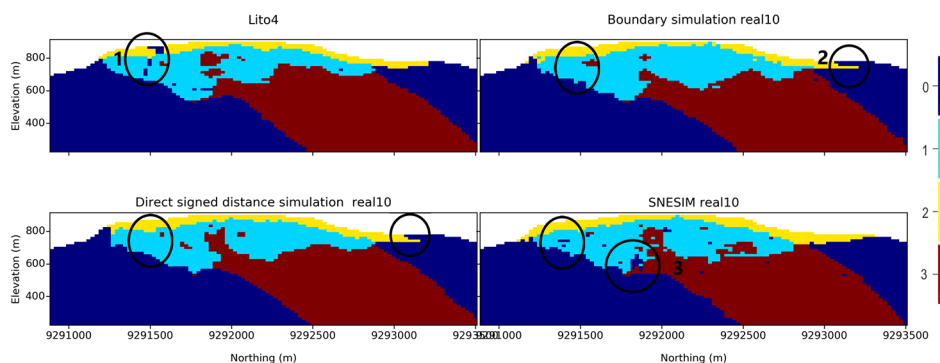 Lito4
Boundary simulation real10
Elevation (m)
800
600
400
1
2
0
1
2
3
Direct signed distance simulation real10
SNESIM real10
Elevation (m)
800
600
400
3
9291000 9291500 9292000 9292500 9293000 9293500
9291000 9291500 9292000 9292500 9293000 9293500
Northing (m)
Northing (m)